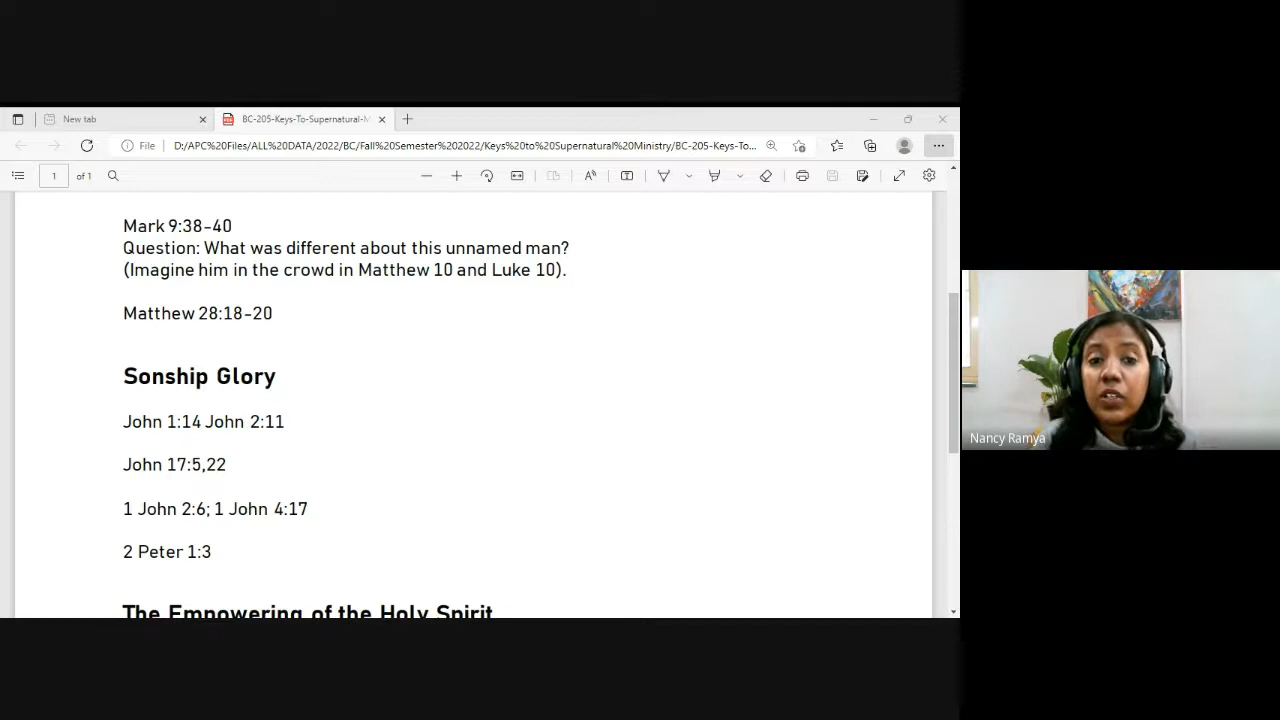 New tab
BC-205-Keys-To-Supernatural-M
File
D:/APC%20Files/ALL%20DATA/2022/BC/Fall%20Semester%202022/Keys%20to%20Supernatural%20Ministry/BC-205-Keys-To...
1 of 1
Mark 9:38-40
Question: What was different about this unnamed man?
(Imagine him in the crowd in Matthew 10 and Luke 10).
Matthew 28:18-20
Sonship Glory
John 1:14 John 2:11
John 17:5,22
1 John 2:6; 1 John 4:17
2 Peter 1:3
The Empowering of the Holy Spirit
Nancy Ramya